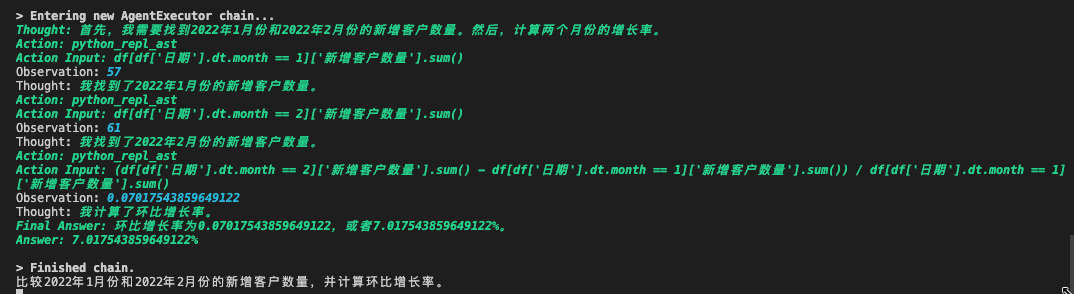 > Entering new AgentExecutor chain...
Thought: 首先，我需要找到2022年1月份和2022年2月份的新增客户数量。然后，计算两个月份的增长率。
Action: python_repl_ast
Action Input: df[df['日期'].dt.month == 1]['新增客户数量'].sum()
Observation: 57
Thought: 我找到了2022年1月份的新增客户数量。
Action: python_repl_ast
Action Input: df[df['日期'].dt.month == 2]['新增客户数量'].sum()
Observation: 61
Thought: 我找到了2022年2月份的新增客户数量。
Action: python_repl_ast
Action Input: (df[df['日期'].dt.month == 2]['新增客户数量'].sum() - df[df['日期'].dt.month == 1]['新增客户数量'].sum()) / df[df['日期'].dt.month == 1]
['新增客户数量'].sum()
Observation: 0.07017543859649122
Thought: 我计算了环比增长率。
Final Answer: 环比增长率为0.07017543859649122，或者7.017543859649122%。
Answer: 7.017543859649122%
> Finished chain.
比较2022年1月份和2022年2月份的新增客户数量，并计算环比增长率。